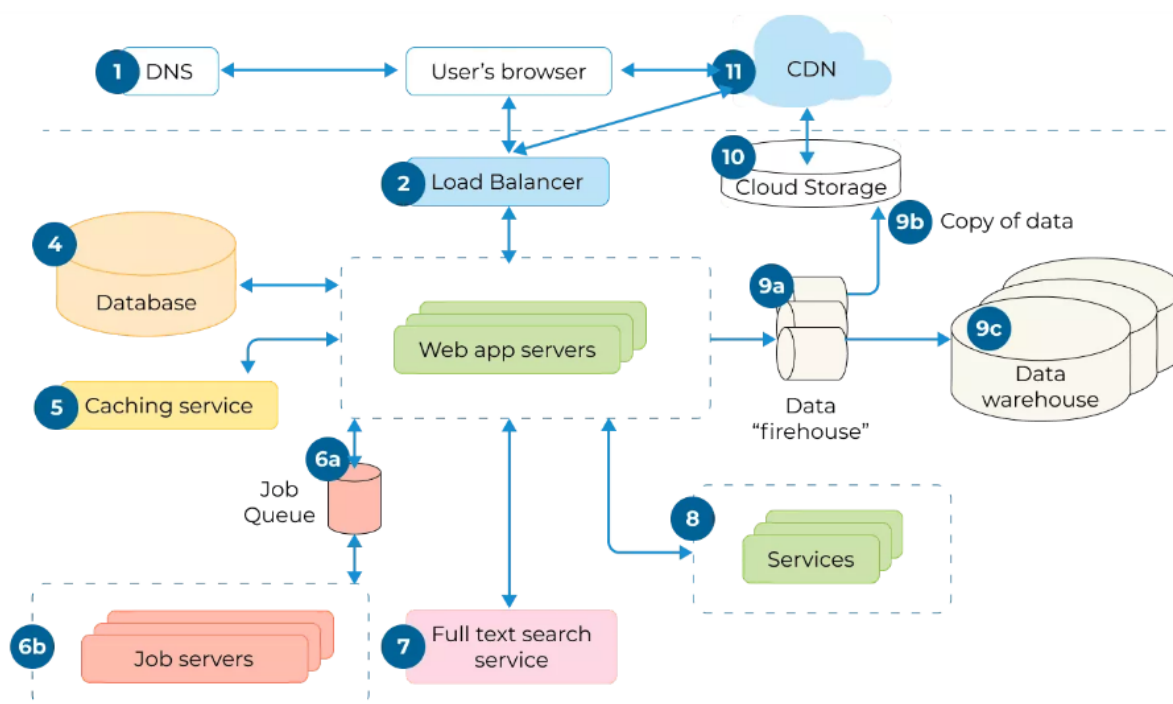 1 DNS
User's browser
11 CDN
2 Load Balancer
10
Cloud Storage
9b Copy of data
4
Database
9a
9c
Data
warehouse
Web app servers
5 Caching service
Data
“firehouse”
6a
Job
Queue
8
Services
6b Job servers
7 Full text search
service